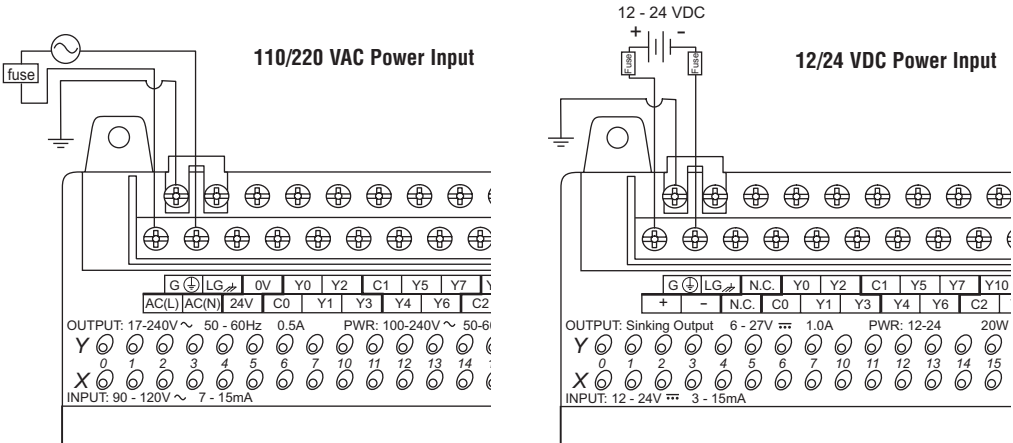 110/220 VAC Power Input
fuse
G LG 0V Y0 Y2 C1 Y5 Y7
AC(L) AC(N) 24V C0 Y1 Y3 Y4 Y6 C2
OUTPUT: 17-240V ~ 50 - 60Hz 0.5A PWR: 100-240V ~ 50-6
Y
0 1 2 3 4 5 6 7 10 11 12 13 14
X
INPUT: 90 - 120V ~ 7 - 15mA
12 - 24 VDC
+ -
Fuse Fuse
12/24 VDC Power Input
G LG N.C. Y0 Y2 C1 Y5 Y7 Y10
+ - N.C. C0 Y1 Y3 Y4 Y6 C2
OUTPUT: Sinking Output 6 - 27V 1.0A PWR: 12-24 20W
Y
0 1 2 3 4 5 6 7 10 11 12 13 14 15
X
INPUT: 12 - 24V 3 - 15mA